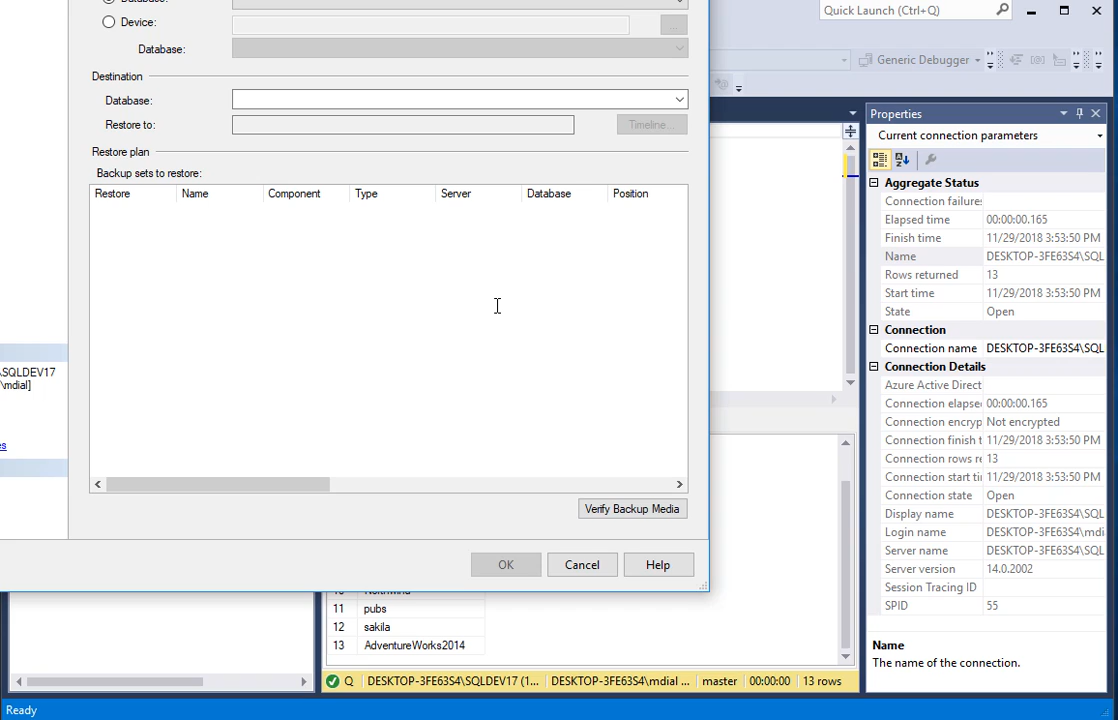 Database:
Quick Launch (Ctrl+Q)
Device:
...
Database:
Generic Debugger
Destination
Database:
Restore to:
Timeline...
Restore plan
Backup sets to restore:
Restore Name Component Type Server Database Position
\SQLDEV17
\mdial]
es
Verify Backup Media
OK Cancel Help
Properties
Current connection parameters
Aggregate Status
Connection failures
Elapsed time 00:00:00.165
Finish time 11/29/2018 3:53:50 PM
Name DESKTOP-3FE63S4\SQL
Rows returned 13
Start time 11/29/2018 3:53:50 PM
State Open
Connection
Connection name DESKTOP-3FE63S4\SQL
Connection Details
Azure Active Direct
Connection elapse 00:00:00.165
Connection encryp Not encrypted
Connection finish t 11/29/2018 3:53:50 PM
Connection rows re 13
Connection start tir 11/29/2018 3:53:50 PM
Connection state Open
Display name DESKTOP-3FE63S4\SQL
Login name DESKTOP-3FE63S4\mdi
Server name DESKTOP-3FE63S4\SQL
Server version 14.0.2002
Session Tracing ID
SPID 55
Name
The name of the connection.
11 pubs
12 sakila
13 AdventureWorks2014
Q DESKTOP-3FE63S4\SQLDEV17 (1... DESKTOP-3FE63S4\mdial ... master 00:00:00 13 rows
Ready